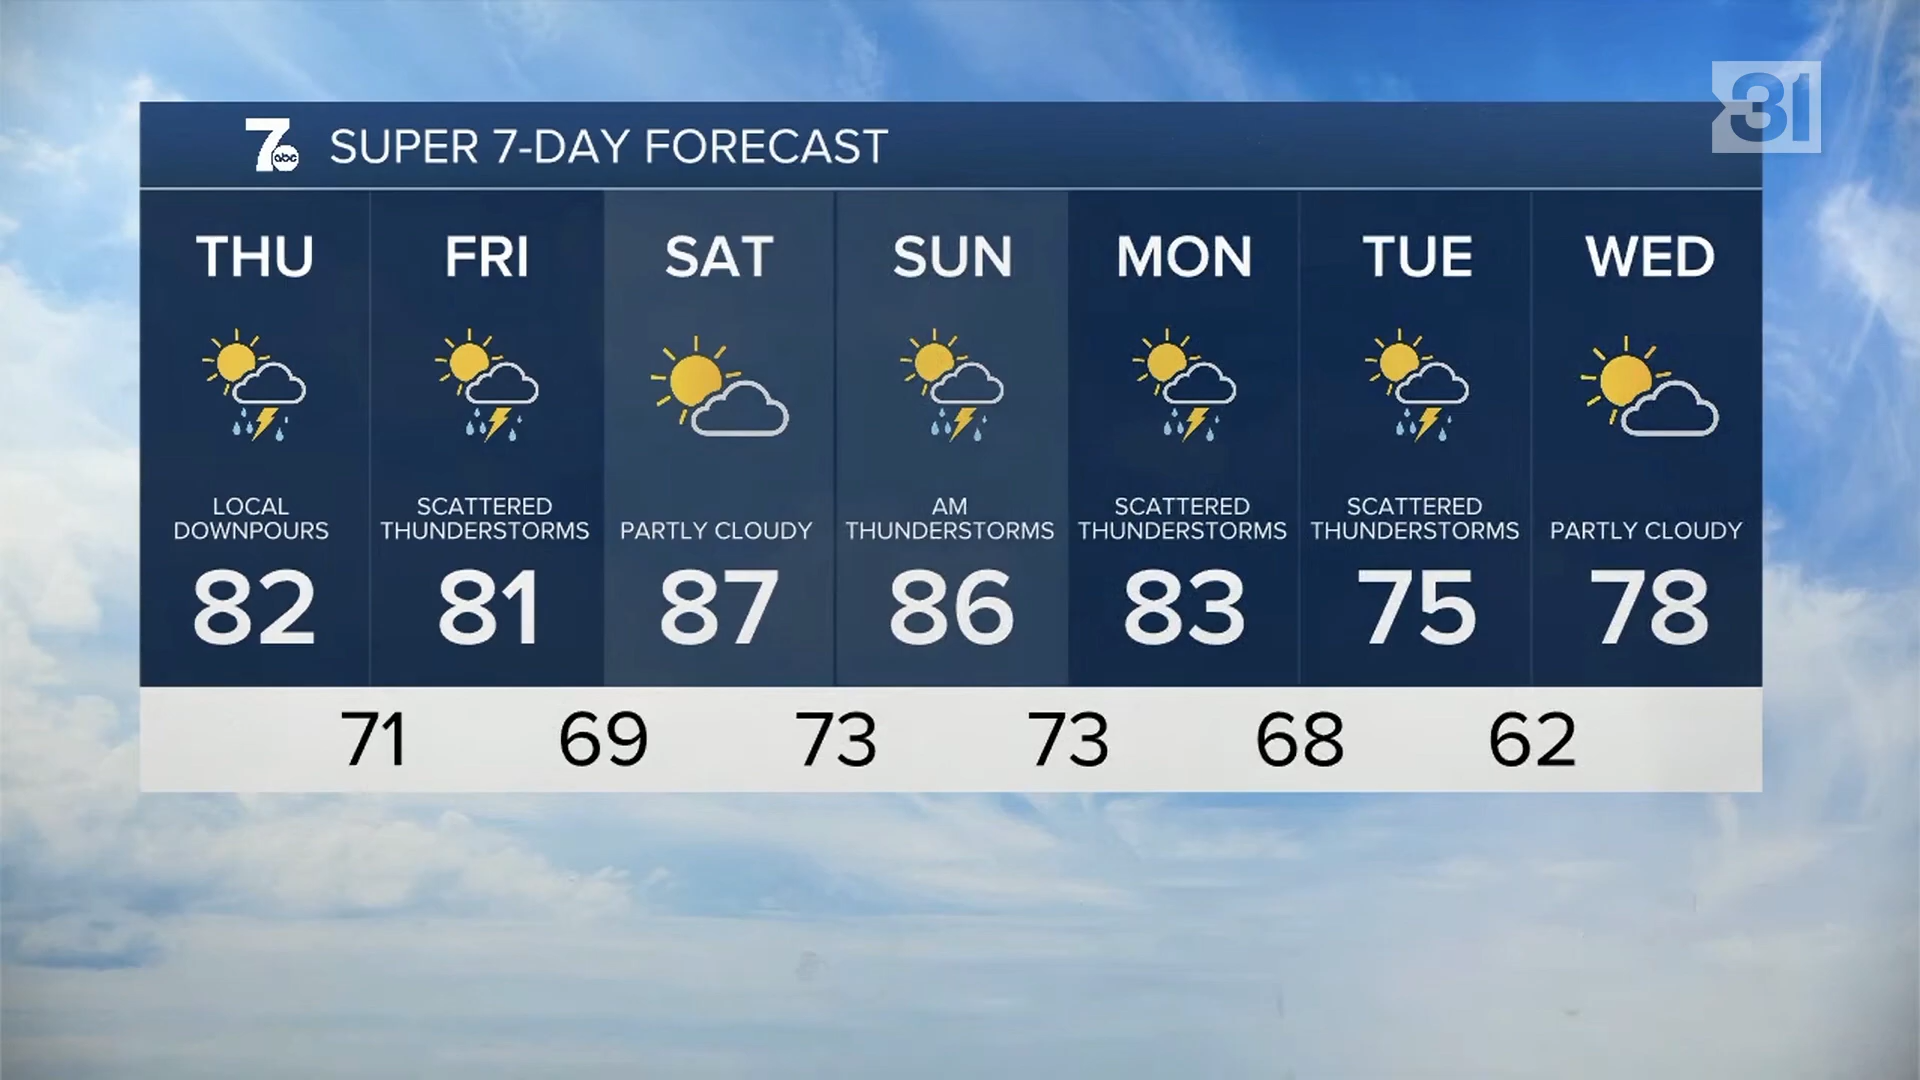 7 abc SUPER 7-DAY FORECAST
31
THU FRI SAT SUN MON TUE WED
LOCAL
DOWNPOURS
SCATTERED
THUNDERSTORMS
PARTLY CLOUDY
AM
THUNDERSTORMS
SCATTERED
THUNDERSTORMS
SCATTERED
THUNDERSTORMS
PARTLY CLOUDY
82 81 87 86 83 75 78
71 69 73 73 68 62